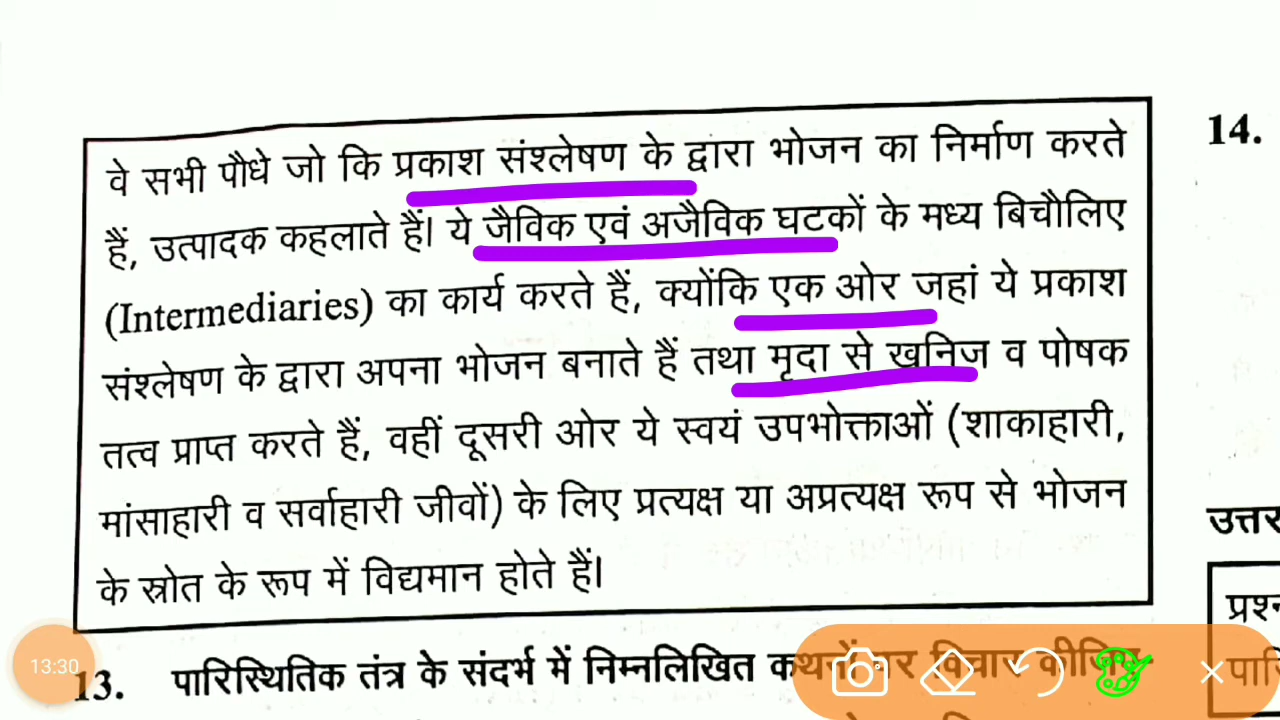 वे सभी पौधे जो कि प्रकाश संश्लेषण के द्वारा भोजन का निर्माण करते
हैं, उत्पादक कहलाते हैं। ये जैविक एवं अजैविक घटकों के मध्य बिचौलिए
(Intermediaries) का कार्य करते हैं, क्योंकि एक ओर जहां ये प्रकाश
संश्लेषण के द्वारा अपना भोजन बनाते हैं तथा मृदा से खनिज व पोषक
तत्व प्राप्त करते हैं, वहीं दूसरी ओर ये स्वयं उपभोक्ताओं (शाकाहारी,
मांसाहारी व सर्वाहारी जीवों) के लिए प्रत्यक्ष या अप्रत्यक्ष रूप से भोजन
के स्रोत के रूप में विद्यमान होते हैं।
13. पारिस्थितिक तंत्र के संदर्भ में निम्नलिखित कथनों पर विचार कीजिए
14.
उत्तर
13:30